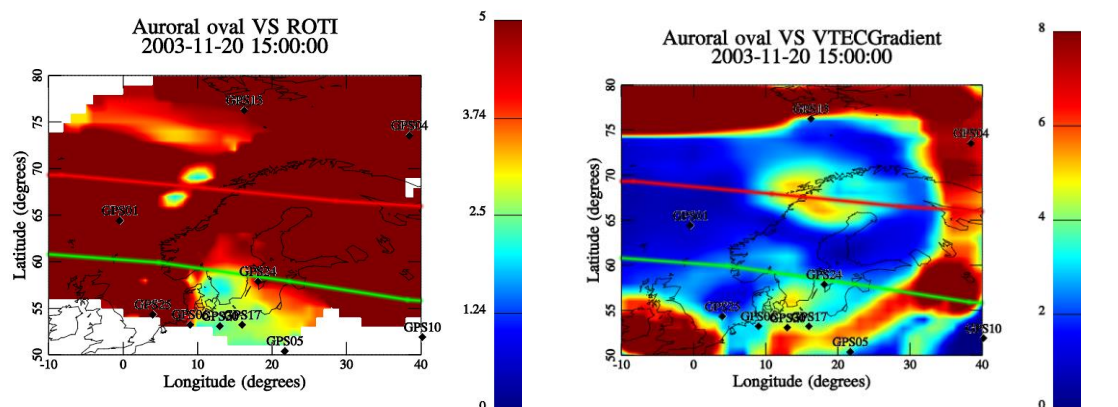 Auroral oval VS ROTI
2003-11-20 15:00:00
5
3.74
2.5
1.24
0
80
75
70
65
60
55
50
Latitude (degrees)
-10
0
10
20
30
40
Longitude (degrees)
GPS04
GPS01
GPS24
GPS25
GPS17
GPS10
GPS05
Auroral oval VS VTECGradient
2003-11-20 15:00:00
8
6
4
2
0
80
75
70
65
60
55
50
Latitude (degrees)
-10
0
10
20
30
40
Longitude (degrees)
GPS04
GPS01
GPS24
GPS17
GPS10
GPS05